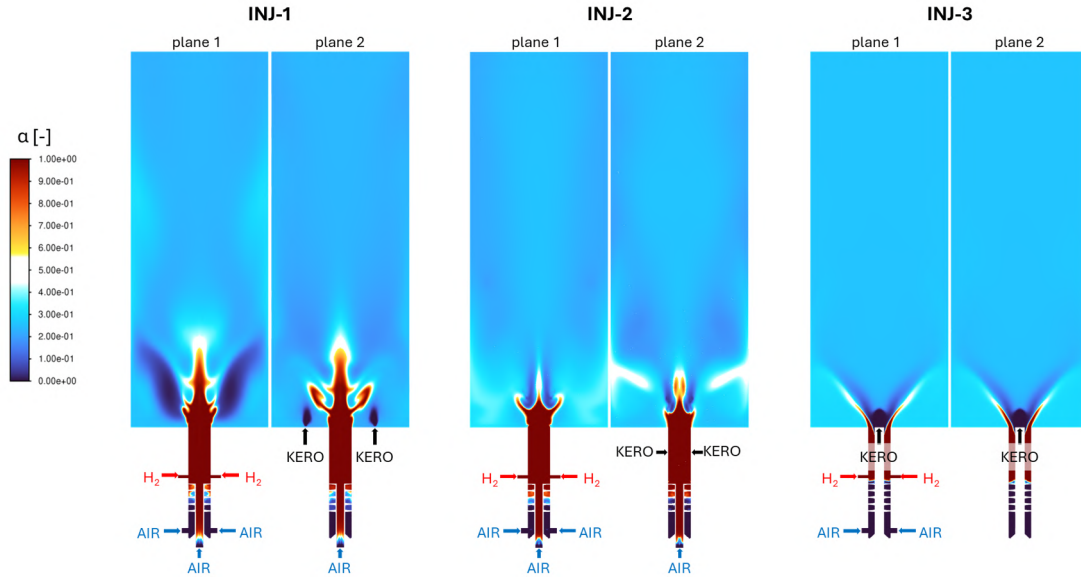 INJ-1 INJ-2 INJ-3
plane 1 plane 2 plane 1 plane 2 plane 1 plane 2
α [-]
1.00e+00
9.00e-01
8.00e-01
7.00e-01
6.00e-01
5.00e-01
4.00e-01
3.00e-01
2.00e-01
1.00e-01
0.00e+00
KERO KERO KERO KERO KERO KERO
H₂ H₂ H₂ H₂ H₂ H₂
AIR AIR AIR AIR AIR AIR
AIR AIR AIR AIR